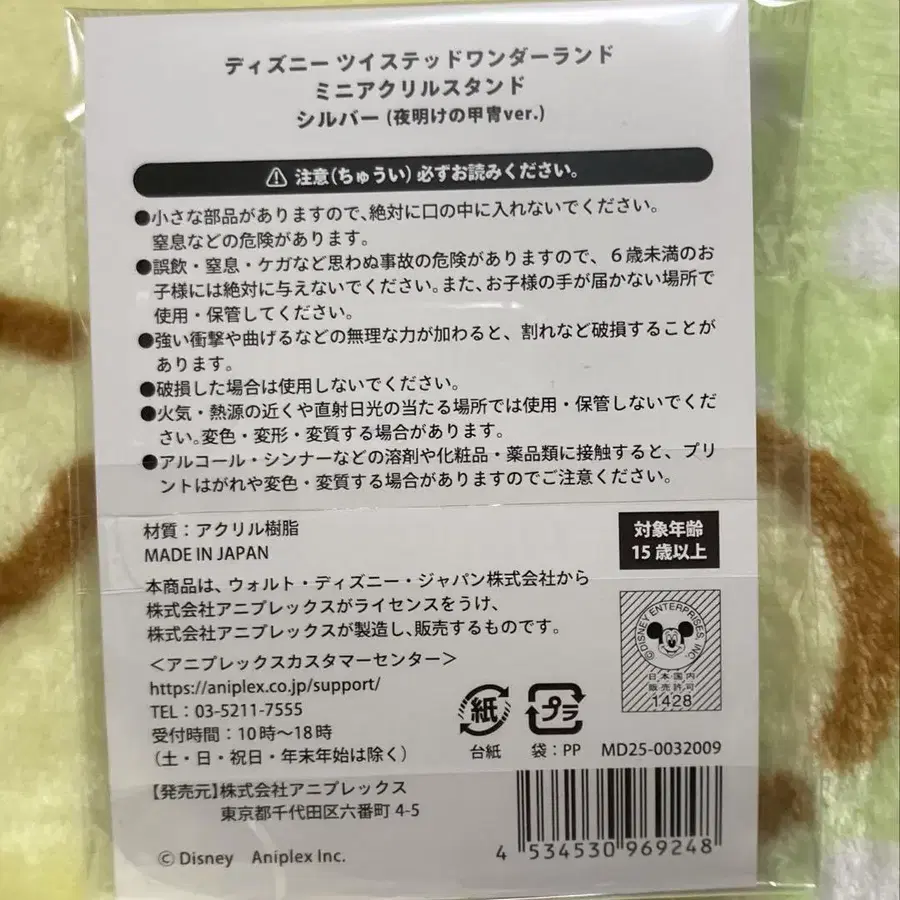 ディズニー ツイステッドワンダーランド
ミニアクリルスタンド
シルバー (夜明けの甲冑ver.)
⚠ 注意(ちゅうい)必ずお読みください。
●小さな部品がありますので、絶対に口の中に入れないでください。
窒息などの危険があります。
●誤飲・窒息・ケガなど思わぬ事故の危険がありますので、６歳未満のお
子様には絶対に与えないでください。また、お子様の手が届かない場所で
使用・保管してください。
●強い衝撃や曲げるなどの無理な力が加わると、割れなど破損することが
あります。
●破損した場合は使用しないでください。
●火気・熱源の近くや直射日光の当たる場所では使用・保管しないでくだ
さい。変色・変形・変質する場合があります。
●アルコール・シンナーなどの溶剤や化粧品・薬品類に接触すると、プリ
ントはがれや変色・変質する場合がありますのでご注意ください。
材質：アクリル樹脂
MADE IN JAPAN
対象年齢
15歳以上
本商品は、ウォルト・ディズニー・ジャパン株式会社から
株式会社アニプレックスがライセンスをうけ、
株式会社アニプレックスが製造し、販売するものです。
©DISNEY ENTERPRISES, INC.
日本国内
販売許可
1428
＜アニプレックスカスタマーセンター＞
https://aniplex.co.jp/support/
TEL：03-5211-7555
受付時間：10時～18時
（土・日・祝日・年末年始は除く）
紙
プラ
台紙
袋：PP
MD25-0032009
【発売元】株式会社アニプレックス
東京都千代田区六番町 4-5
© Disney Aniplex Inc.
4 534530 969248